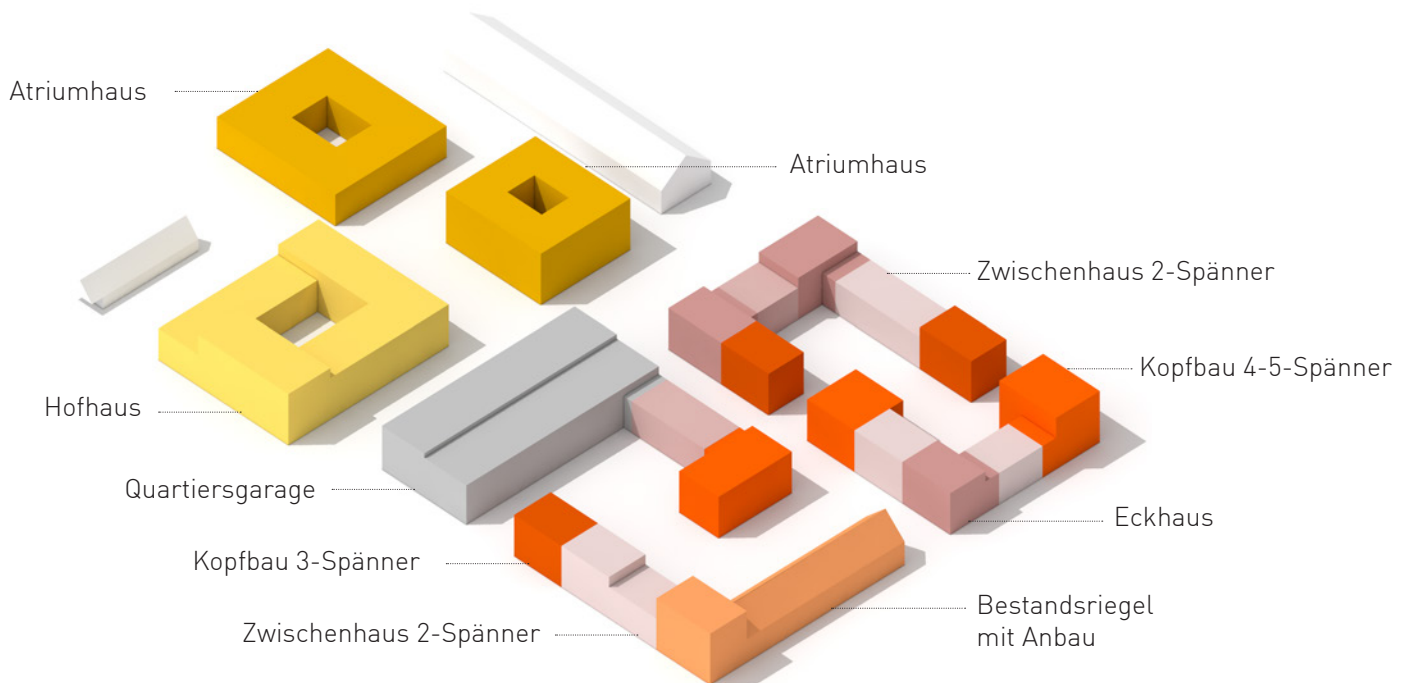 Atriumhaus
Atriumhaus
Zwischenhaus 2-Spänner
Kopfbau 4-5-Spänner
Hofhaus
Quartiersgarage
Eckhaus
Kopfbau 3-Spänner
Bestandsriegel
mit Anbau
Zwischenhaus 2-Spänner